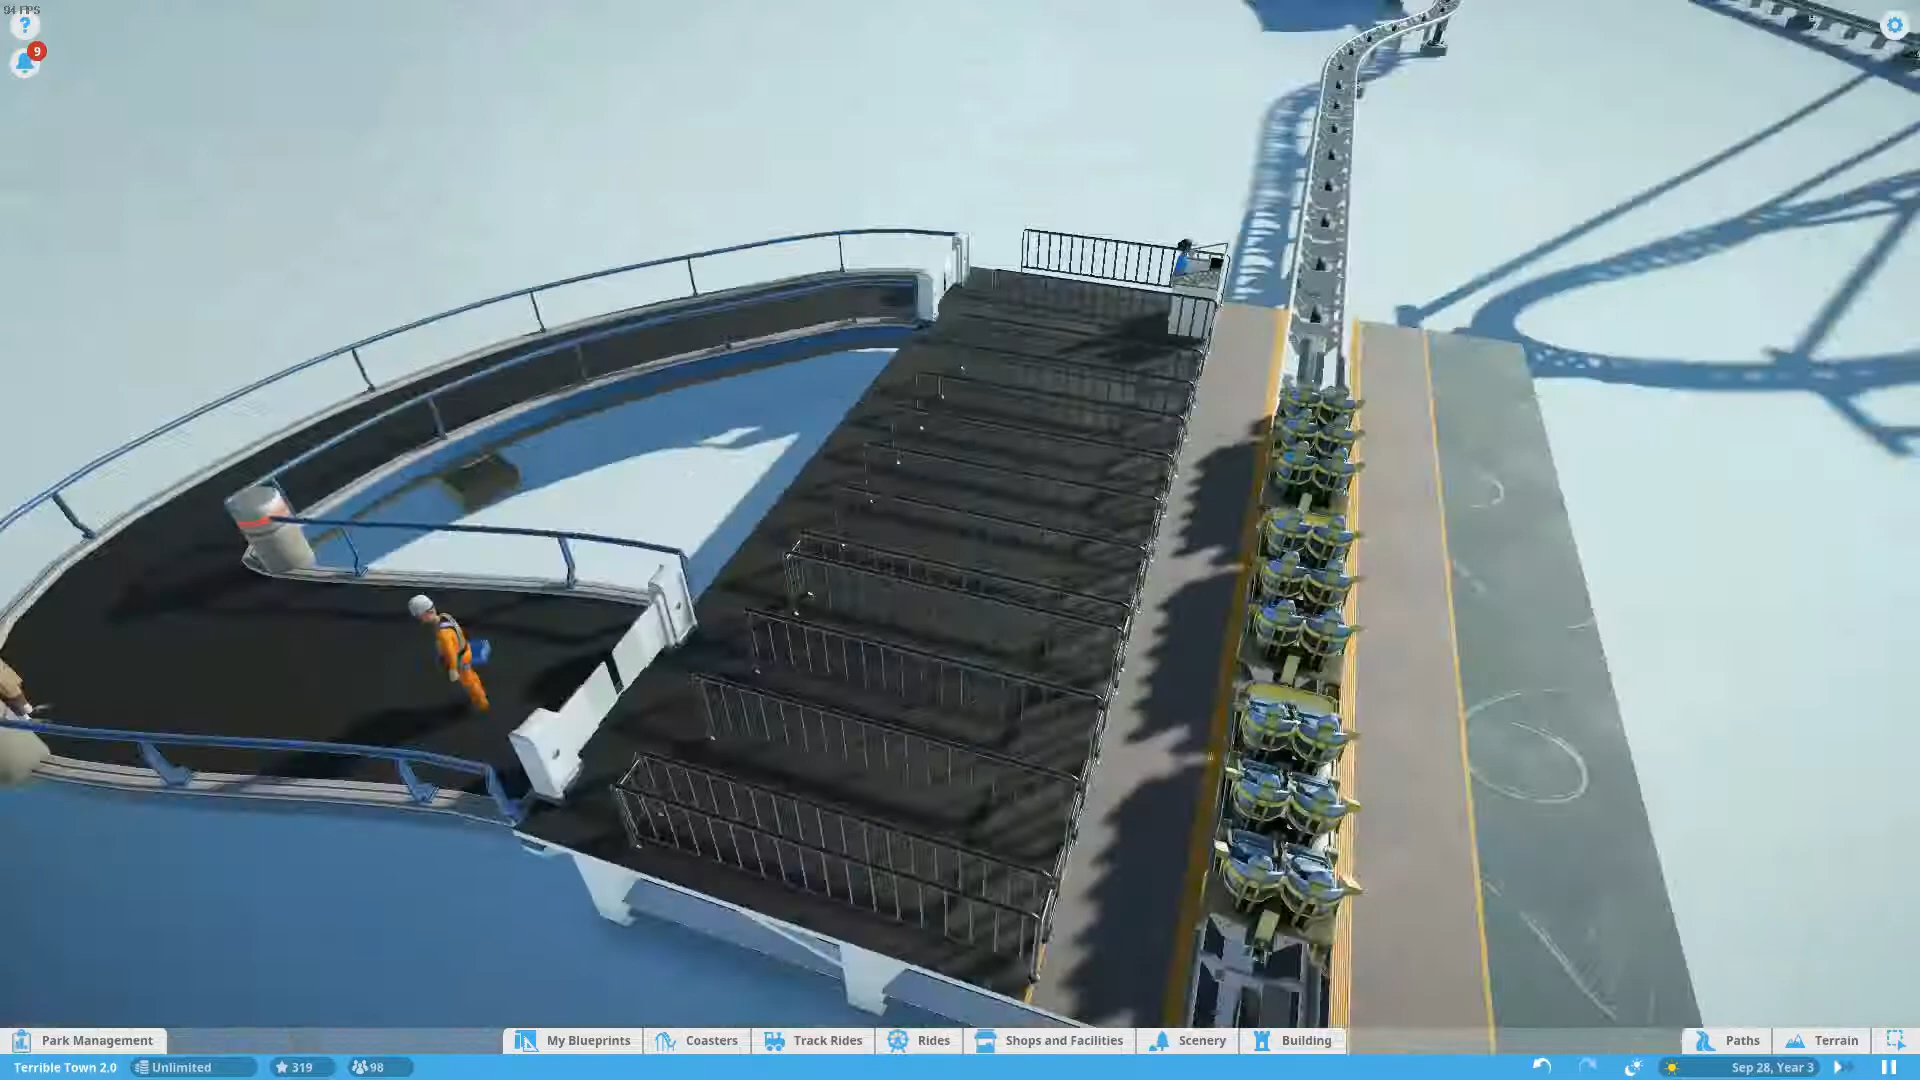 94 FPS
?
9
Park Management
My Blueprints
Coasters
Track Rides
Rides
Shops and Facilities
Scenery
Building
Paths
Terrain
Terrible Town 2.0
Unlimited
319
98
Sep 28, Year 3